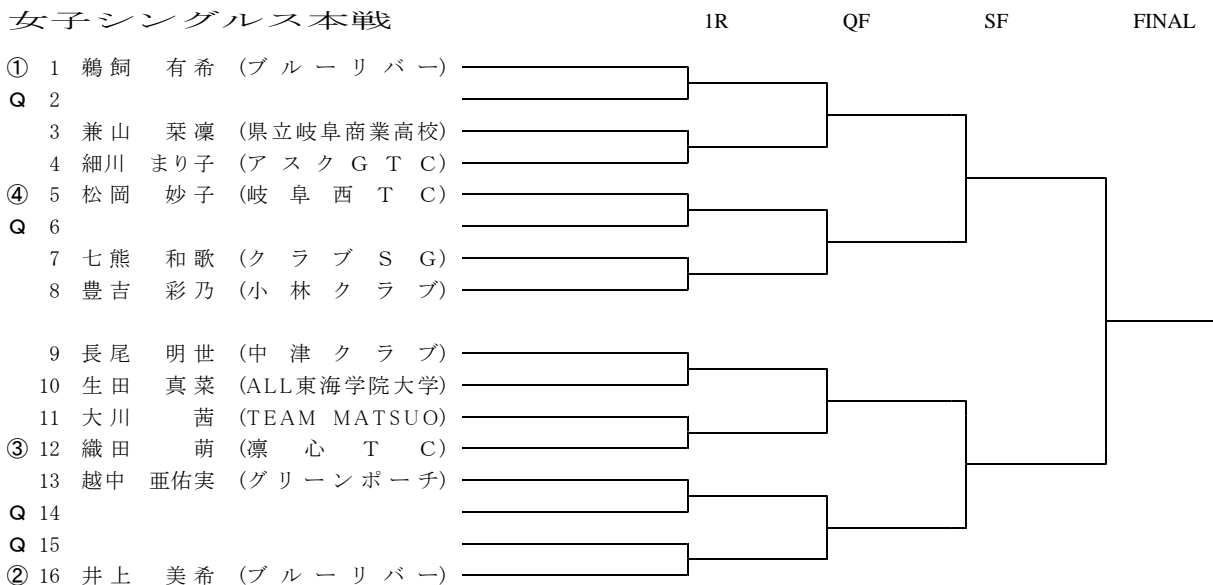 女子シングルス本戦 1R QF SF FINAL
① 1 鵜飼 有希 (ブルーリバー)
Q 2
3 兼山 栞凜 (県立岐阜商業高校)
4 細川 まり子 (アスクGTC)
④ 5 松岡 妙子 (岐阜西TC)
Q 6
7 七熊 和歌 (クラブSG)
8 豊吉 彩乃 (小林クラブ)
9 長尾 明世 (中津クラブ)
10 生田 真菜 (ALL東海学院大学)
11 大川 茜 (TEAM MATSUO)
③ 12 織田 萌 (凛心TC)
13 越中 亜佑実 (グリーンポーチ)
Q 14
Q 15
② 16 井上 美希 (ブルーリバー)